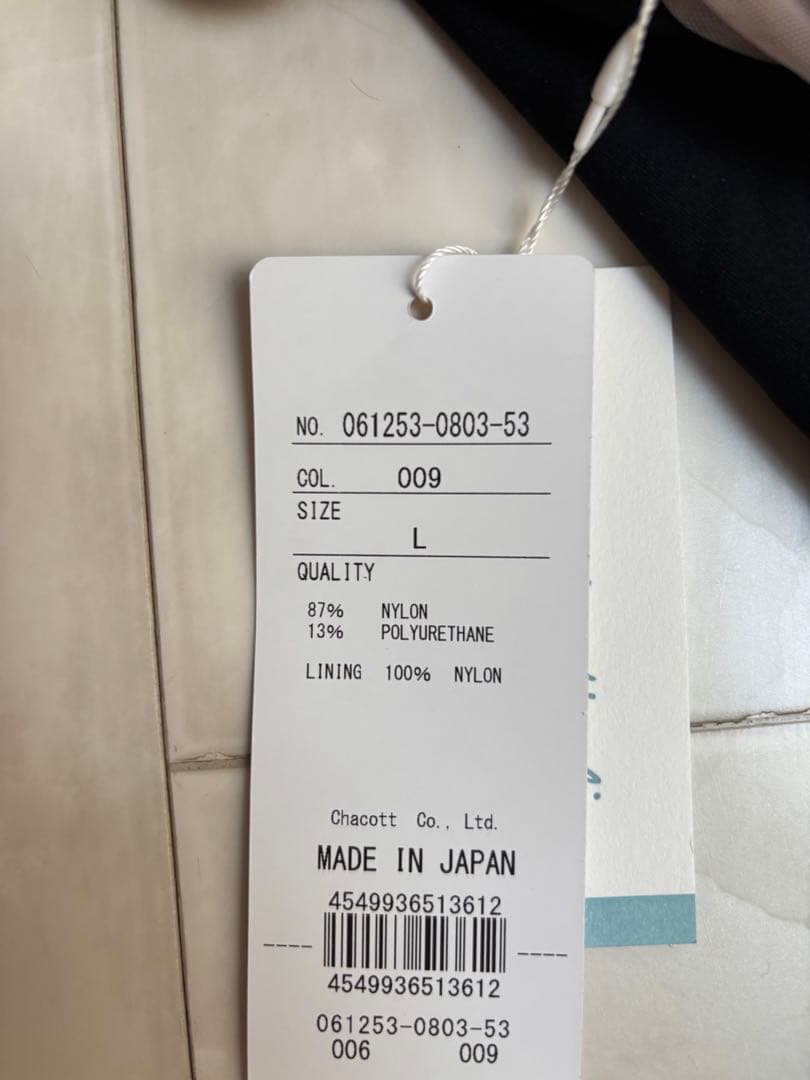 NO. 061253-0803-53
COL. 009
SIZE
L
QUALITY
87% NYLON
13% POLYURETHANE
LINING 100% NYLON
Chacott Co., Ltd.
MADE IN JAPAN
4549936513612
4549936513612
061253-0803-53
006 009